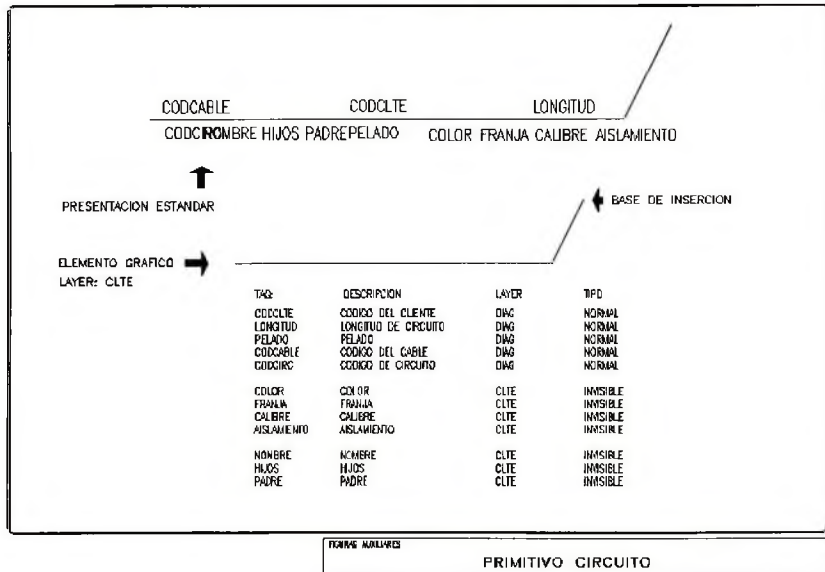 CODCABLE CODCLTE LONGITUD
CODCIRC NOMBRE HIJOS PADRE PELADO COLOR FRANJA CALIBRE AISLAMIENTO
PRESENTACION ESTANDAR
BASE DE INSERCION
ELEMENTO GRAFICO
LAYER: CLTE
TAG: DESCRIPCION LAYER TIPO
CODCLTE CODIGO DEL CLIENTE DIAG NORMAL
LONGITUD LONGITUD DE CIRCUITO DIAG NORMAL
PELADO PELADO DIAG NORMAL
CODCABLE CODIGO DEL CABLE DIAG NORMAL
CODCIRC CODIGO DE CIRCUITO DIAG NORMAL
COLOR COLOR CLTE INVISIBLE
FRANJA FRANJA CLTE INVISIBLE
CALIBRE CALIBRE CLTE INVISIBLE
AISLAMIENTO AISLAMIENTO CLTE INVISIBLE
NOMBRE NOMBRE CLTE INVISIBLE
HIJOS HIJOS CLTE INVISIBLE
PADRE PADRE CLTE INVISIBLE
FIGURAS AUXILIARES
PRIMITIVO CIRCUITO